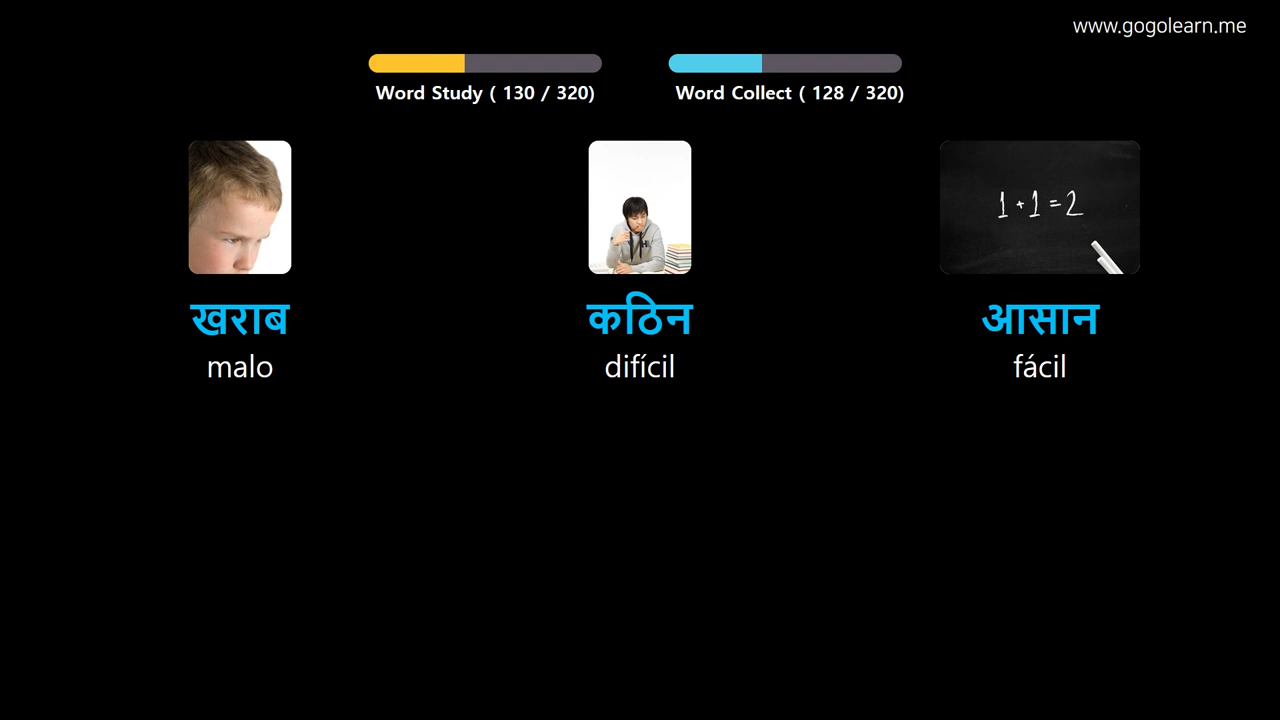 www.gogolearn.me
Word Study ( 130 / 320)
Word Collect ( 128 / 320)
1 + 1 = 2
खराब
कठिन
आसान
malo
difícil
fácil